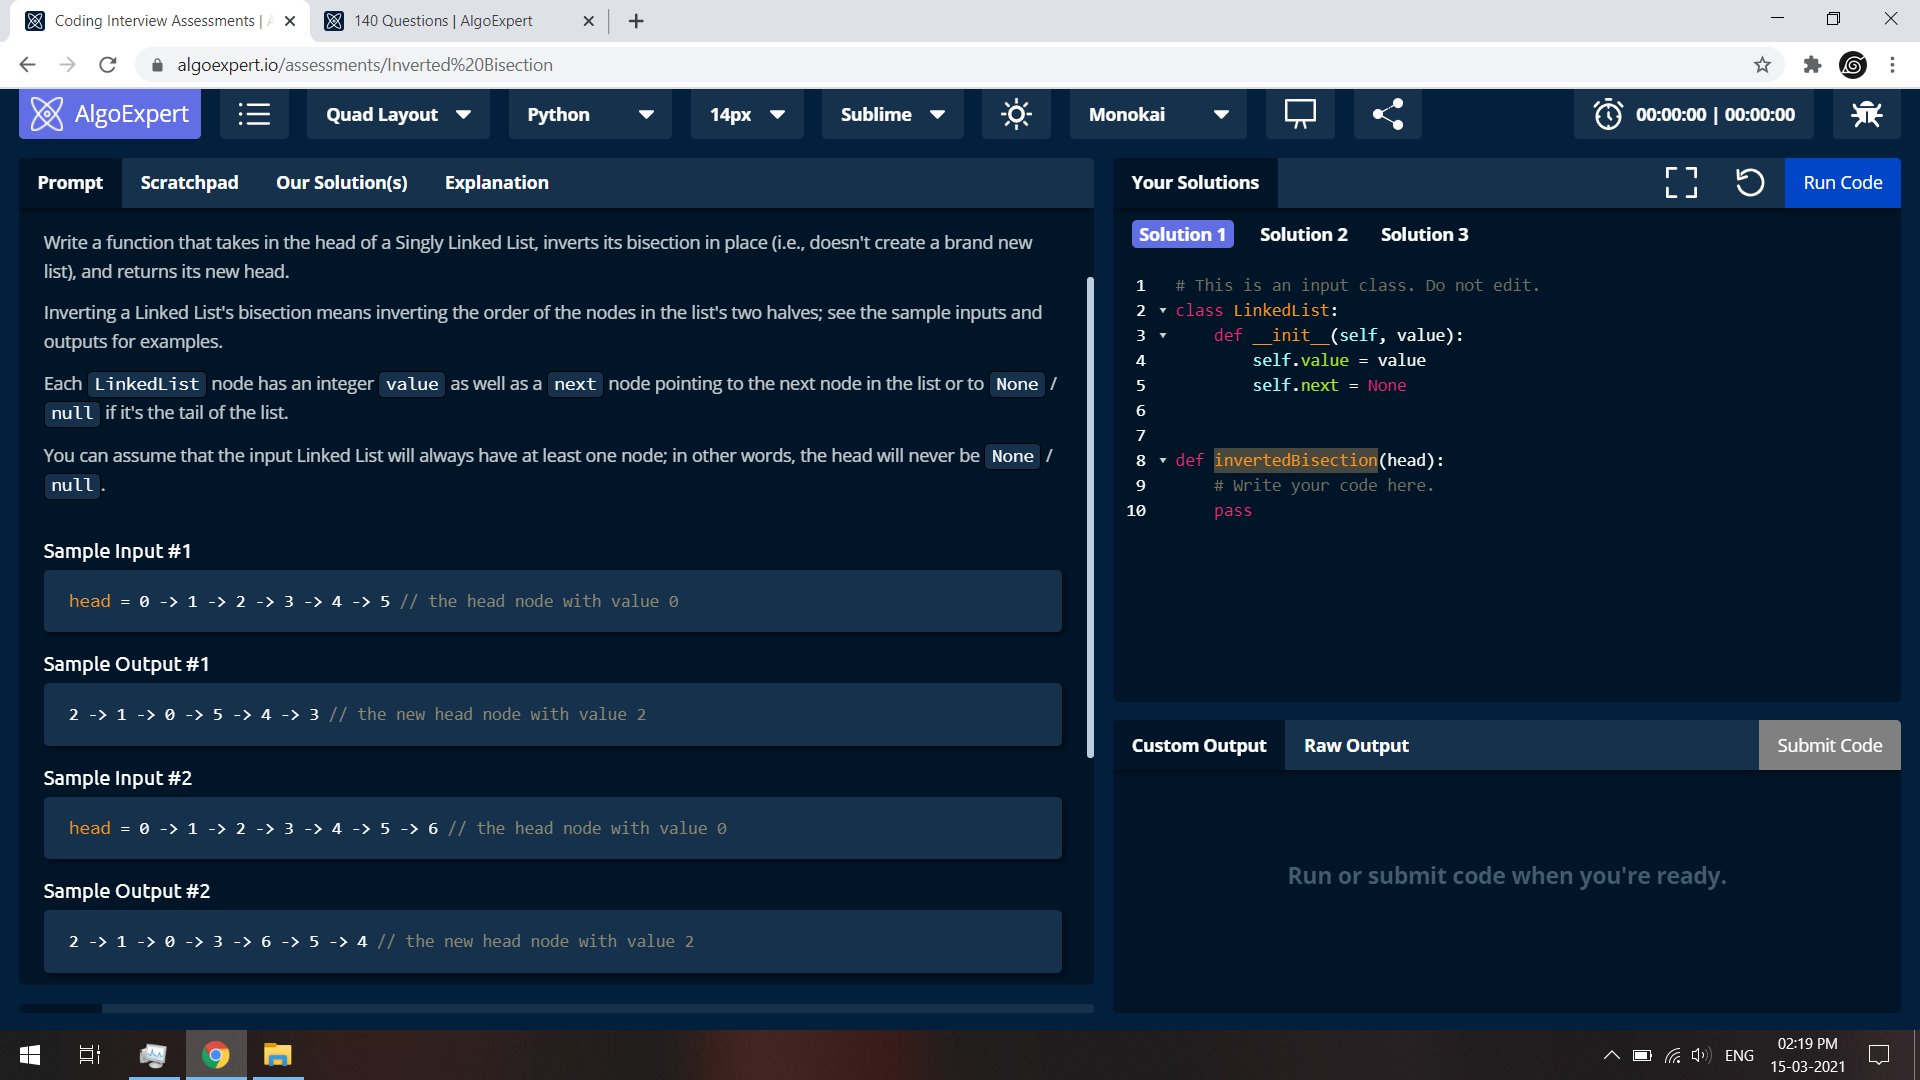 Coding Interview Assessments |
140 Questions | AlgoExpert
algoexpert.io/assessments/Inverted%20Bisection
AlgoExpert
Quad Layout
Python
14px
Sublime
Monokai
00:00:00 | 00:00:00
Prompt
Scratchpad
Our Solution(s)
Explanation
Write a function that takes in the head of a Singly Linked List, inverts its bisection in place (i.e., doesn't create a brand new
list), and returns its new head.
Inverting a Linked List's bisection means inverting the order of the nodes in the list's two halves; see the sample inputs and
outputs for examples.
Each LinkedList node has an integer value as well as a next node pointing to the next node in the list or to None /
null if it's the tail of the list.
You can assume that the input Linked List will always have at least one node; in other words, the head will never be None /
null.
Sample Input #1
head = 0 -> 1 -> 2 -> 3 -> 4 -> 5 // the head node with value 0
Sample Output #1
2 -> 1 -> 0 -> 5 -> 4 -> 3 // the new head node with value 2
Sample Input #2
head = 0 -> 1 -> 2 -> 3 -> 4 -> 5 -> 6 // the head node with value 0
Sample Output #2
2 -> 1 -> 0 -> 3 -> 6 -> 5 -> 4 // the new head node with value 2
Your Solutions
Run Code
Solution 1
Solution 2
Solution 3
1 # This is an input class. Do not edit.
2 class LinkedList:
3     def __init__(self, value):
4         self.value = value
5         self.next = None
6
7
8 def invertedBisection(head):
9     # Write your code here.
10     pass
Custom Output
Raw Output
Submit Code
Run or submit code when you're ready.
ENG
02:19 PM
15-03-2021